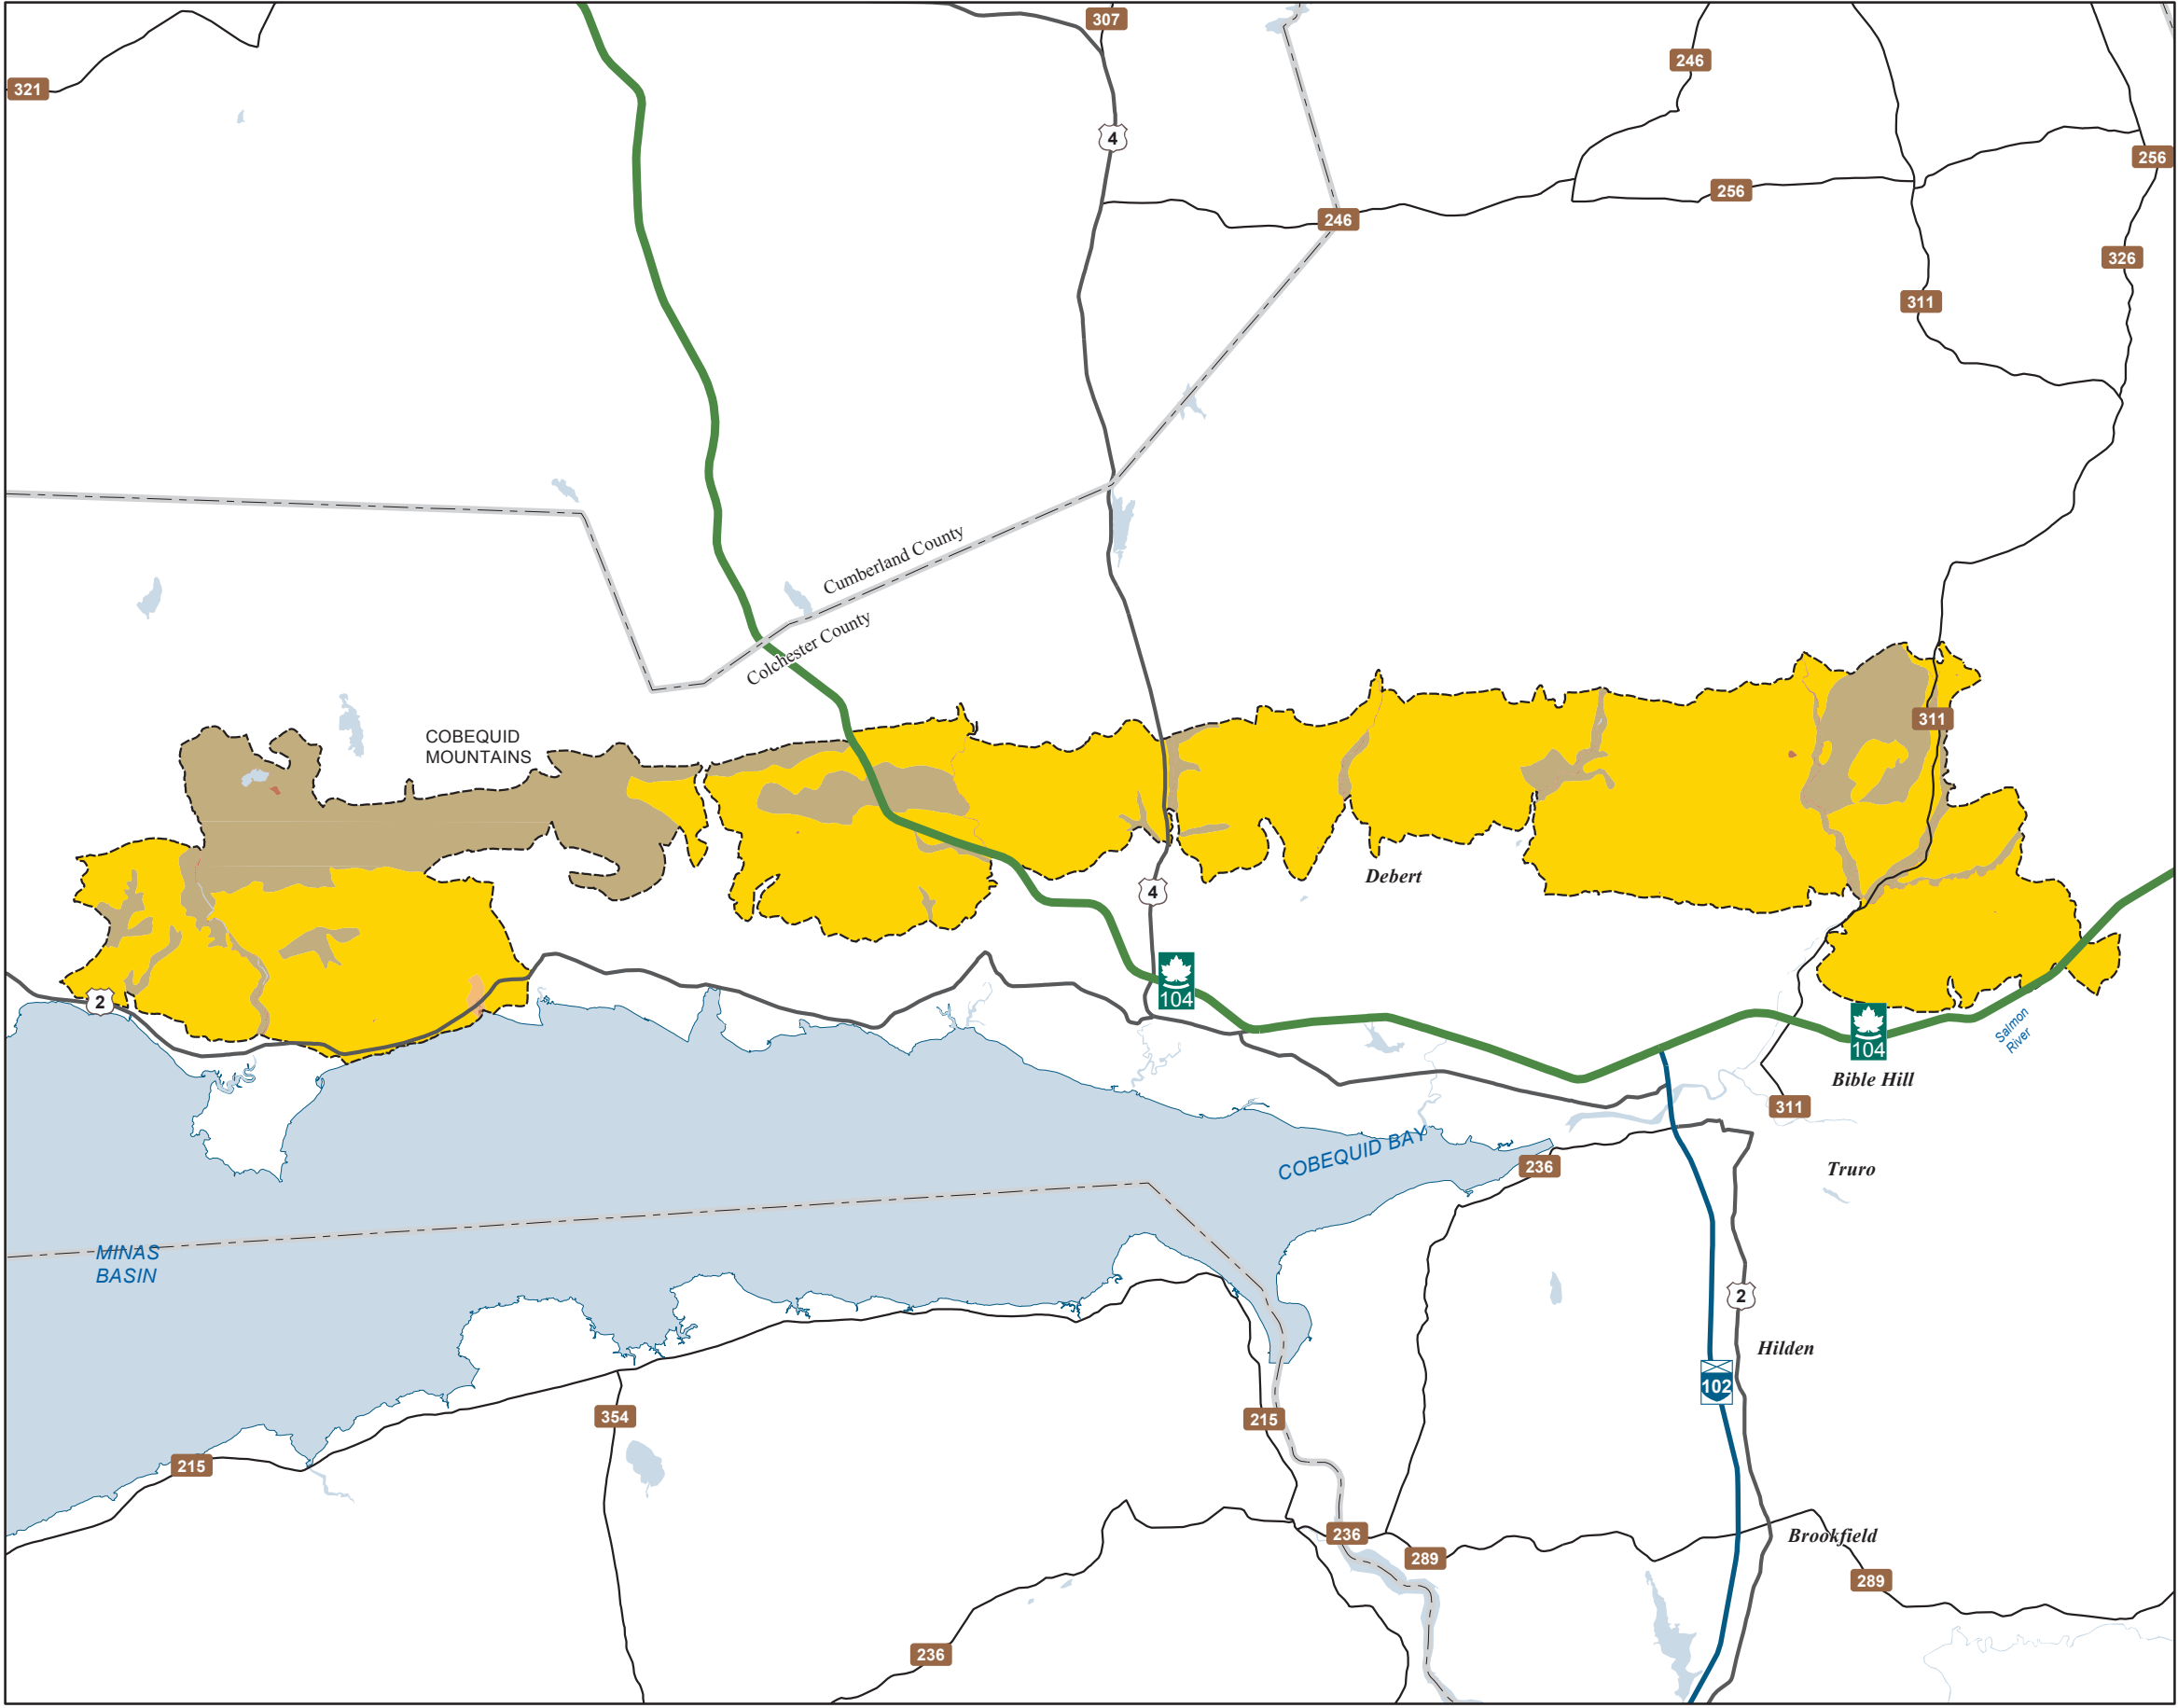 307
246
321
4
256
256
246
326
311
Cumberland County
Colchester County
311
COBEQUID
MOUNTAINS
Debert
4
104
2
104
Salmon
River
Bible Hill
311
COBEQUID BAY
236
Truro
MINAS
BASIN
2
Hilden
102
354
215
215
236
Brookfield
289
289
236